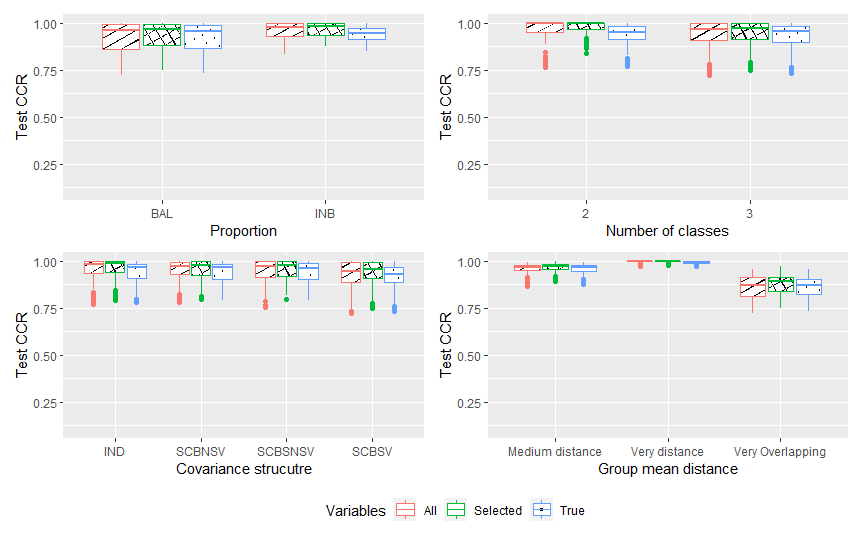 1.00
0.75
0.50
0.25
Test CCR
BAL INB
Proportion
1.00
0.75
0.50
0.25
Test CCR
2 3
Number of classes
1.00
0.75
0.50
0.25
Test CCR
IND SCBNSV SCBSNSV SCBSV
Covariance strucutre
1.00
0.75
0.50
0.25
Test CCR
Medium distance Very distance Very Overlapping
Group mean distance
Variables All Selected True